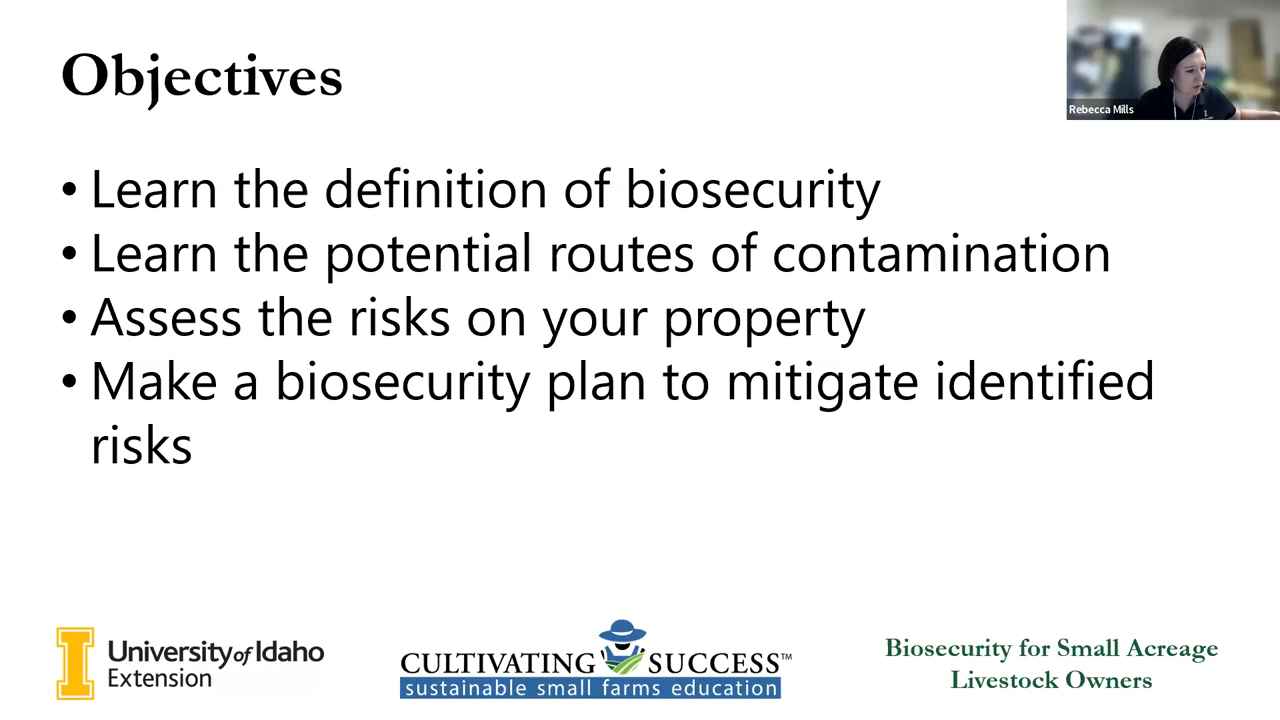 Objectives
Rebecca Mills
• Learn the definition of biosecurity
• Learn the potential routes of contamination
• Assess the risks on your property
• Make a biosecurity plan to mitigate identified
risks
I
University of Idaho
Extension
CULTIVATING SUCCESS™
sustainable small farms education
Biosecurity for Small Acreage
Livestock Owners